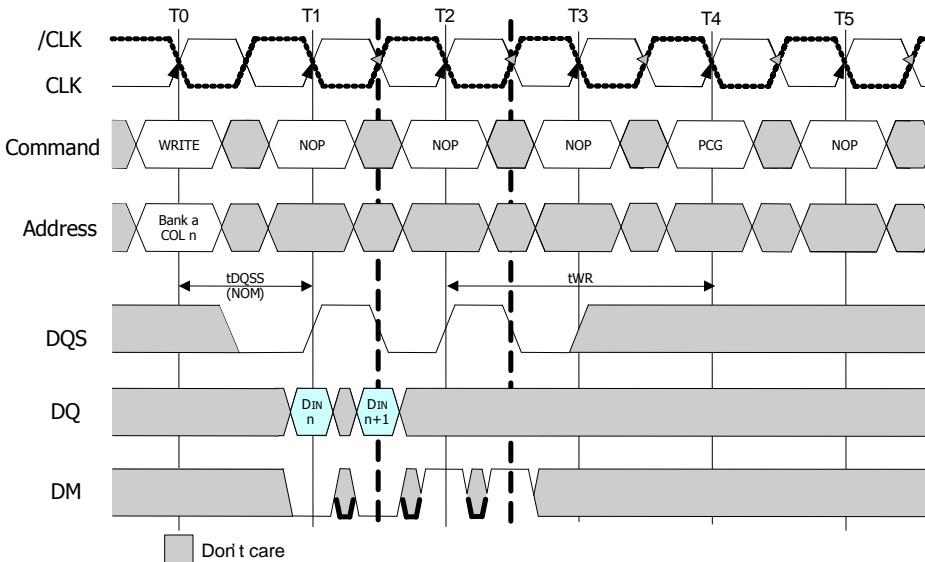 T0 T1 T2 T3 T4 T5
/CLK
CLK
Command WRITE NOP NOP NOP PCG NOP
Address Bank a
COL n
tDQSS
(NOM)
tWR
DQS
DQ DIN
n
DIN
n+1
DM
Don't care